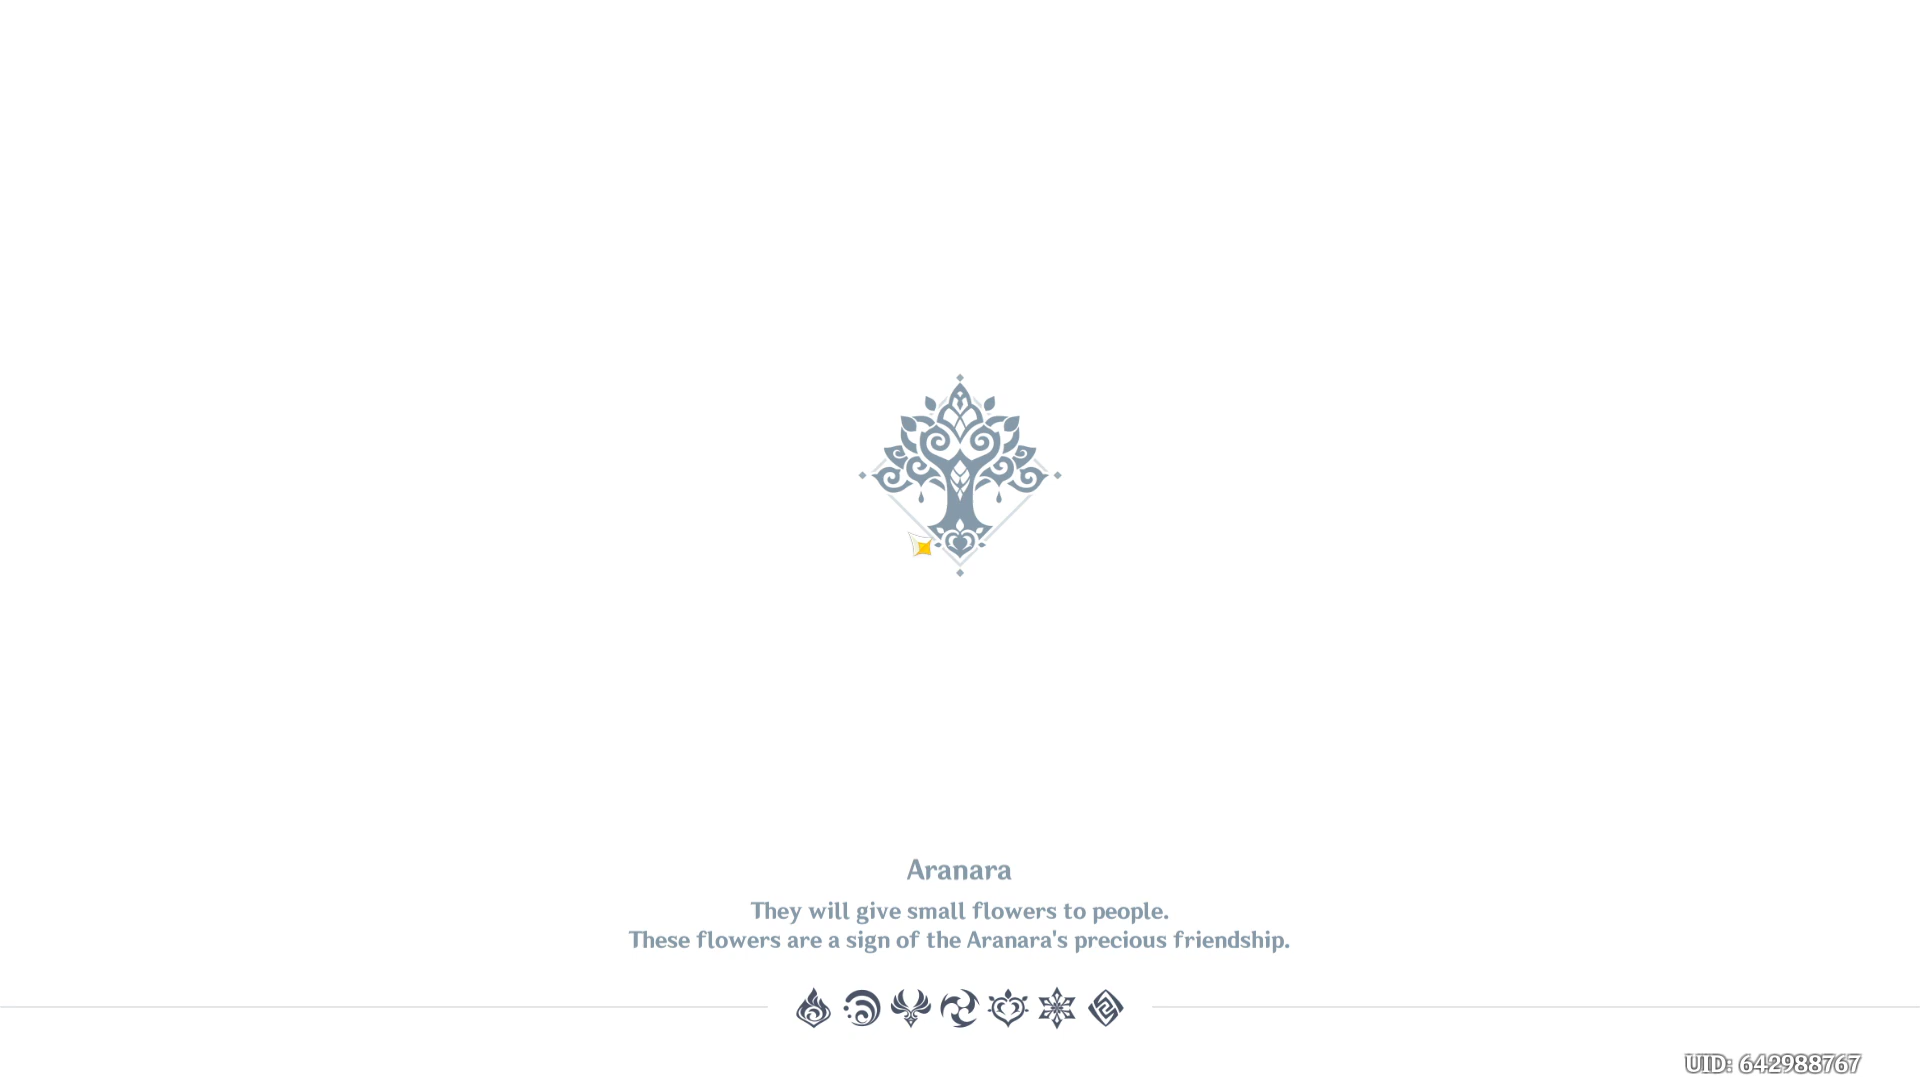 Aranara
They will give small flowers to people.
These flowers are a sign of the Aranara's precious friendship.
UID: 642988767